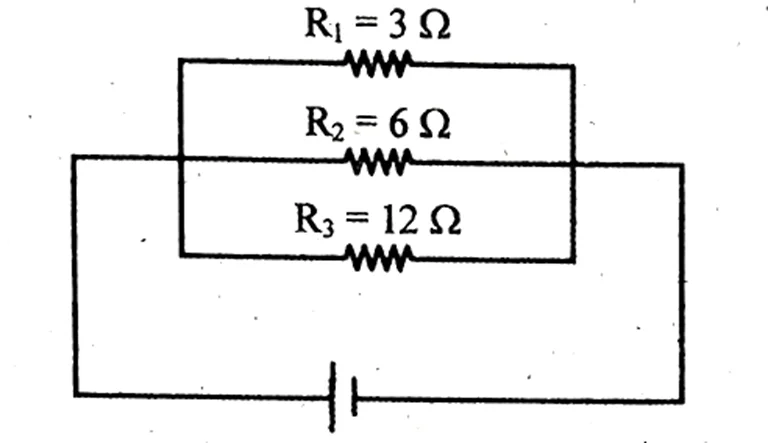 R₁ = 3 Ω
R₂ = 6 Ω
R₃ = 12 Ω